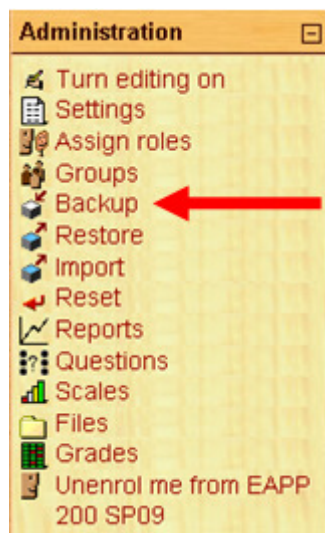 Administration
Turn editing on
Settings
Assign roles
Groups
Backup
Restore
Import
Reset
Reports
Questions
Scales
Files
Grades
Unenrol me from EAPP
200 SP09